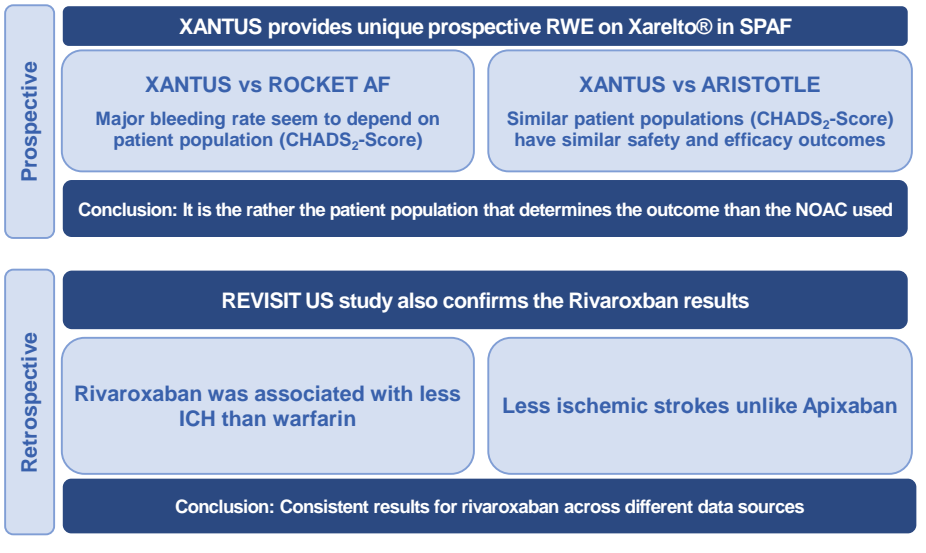 Prospective
XANTUS provides unique prospective RWE on Xarelto® in SPAF
XANTUS vs ROCKET AF
Major bleeding rate seem to depend on
patient population (CHADS₂-Score)
XANTUS vs ARISTOTLE
Similar patient populations (CHADS₂-Score)
have similar safety and efficacy outcomes
Conclusion: It is the rather the patient population that determines the outcome than the NOAC used
Retrospective
REVISIT US study also confirms the Rivaroxban results
Rivaroxaban was associated with less
ICH than warfarin
Less ischemic strokes unlike Apixaban
Conclusion: Consistent results for rivaroxaban across different data sources